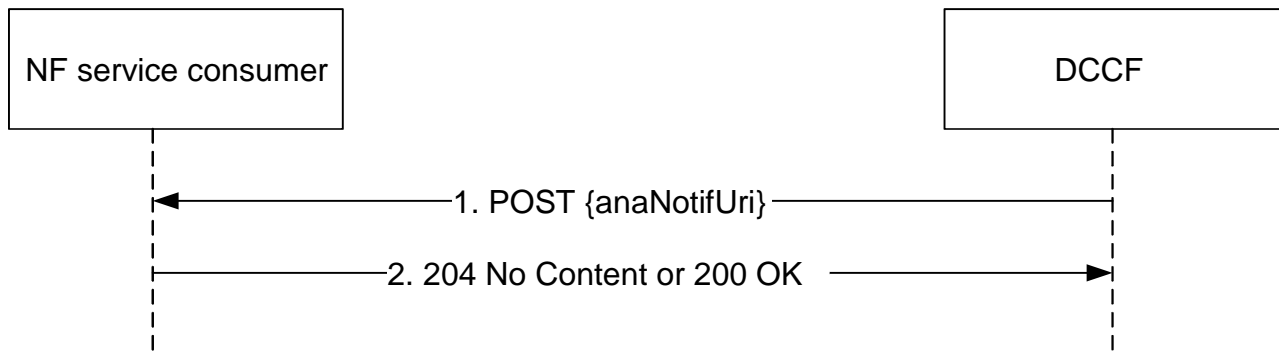 NF service consumer
DCCF
1. POST {anaNotifUri}
2. 204 No Content or 200 OK